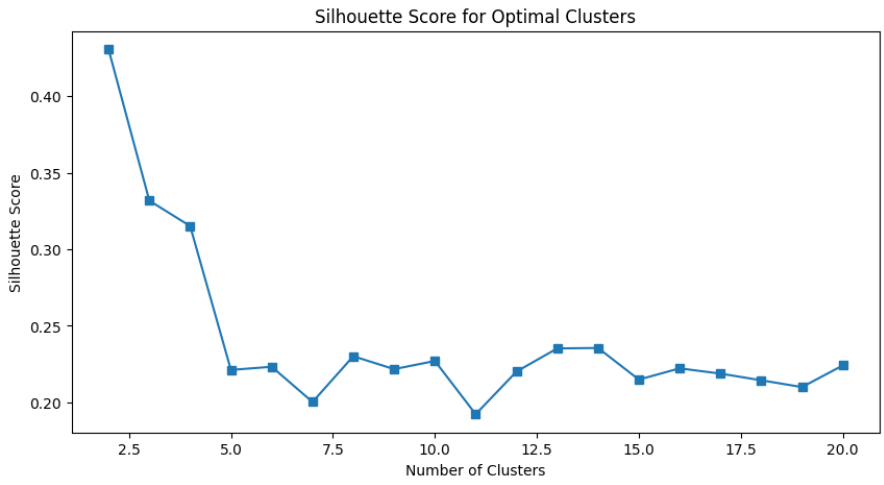 Silhouette Score for Optimal Clusters
Silhouette Score
0.40
0.35
0.30
0.25
0.20
2.5 5.0 7.5 10.0 12.5 15.0 17.5 20.0
Number of Clusters